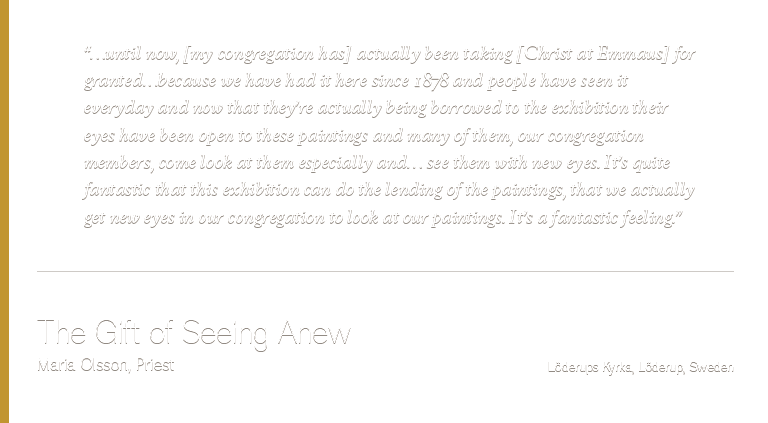 “…until now, [my congregation has] actually been taking [Christ at Emmaus] for
granted…because we have had it here since 1878 and people have seen it
everyday and now that they’re actually being borrowed to the exhibition their
eyes have been open to these paintings and many of them, our congregation
members, come look at them especially and… see them with new eyes. It’s quite
fantastic that this exhibition can do the lending of the paintings, that we actually
get new eyes in our congregation to look at our paintings. It’s a fantastic feeling.”
The Gift of Seeing Anew
Maria Olsson, Priest
Löderups Kyrka, Löderup, Sweden